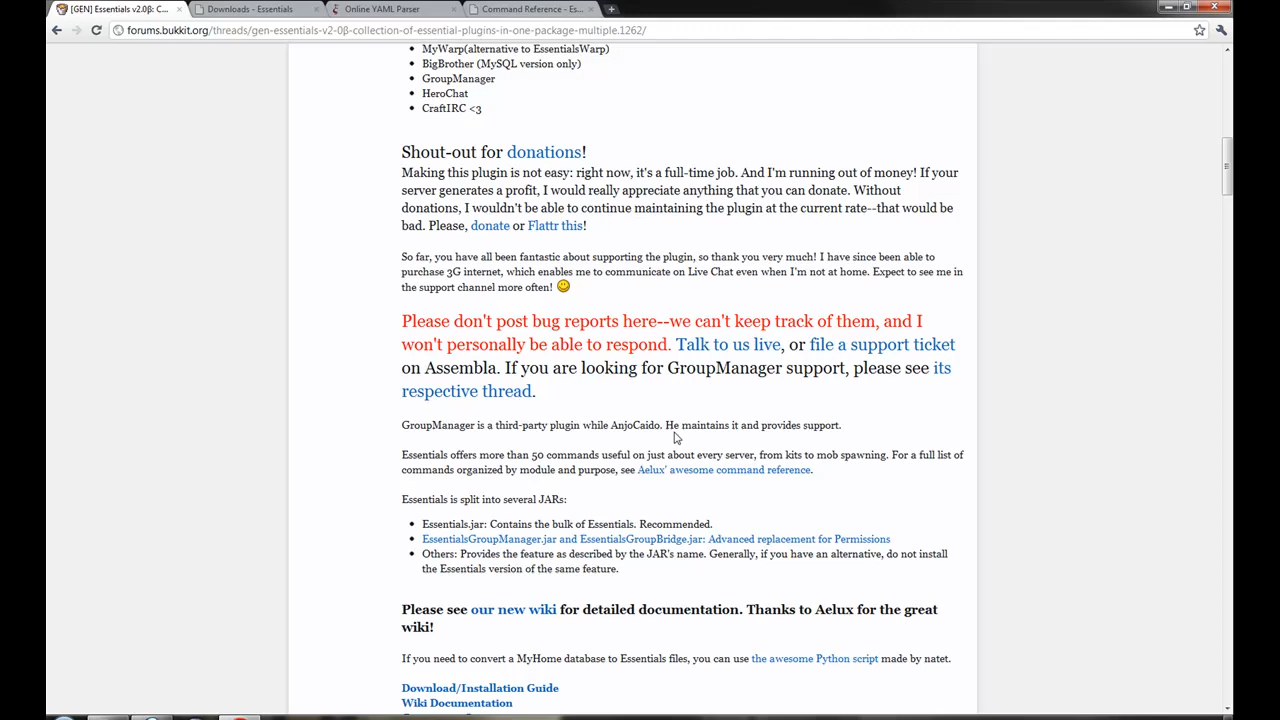 [GEN] Essentials v2.0β: C...
Downloads - Essentials
Online YAML Parser
Command Reference - Es...
forums.bukkit.org/threads/gen-essentials-v2-0β-collection-of-essential-plugins-in-one-package-multiple.1262/
MyWarp(alternative to EssentialsWarp)
BigBrother (MySQL version only)
GroupManager
HeroChat
CraftIRC <3
Shout-out for donations!
Making this plugin is not easy: right now, it's a full-time job. And I'm running out of money! If your
server generates a profit, I would really appreciate anything that you can donate. Without
donations, I wouldn't be able to continue maintaining the plugin at the current rate--that would be
bad. Please, donate or Flattr this!
So far, you have all been fantastic about supporting the plugin, so thank you very much! I have since been able to
purchase 3G internet, which enables me to communicate on Live Chat even when I'm not at home. Expect to see me in
the support channel more often!
Please don't post bug reports here--we can't keep track of them, and I
won't personally be able to respond. Talk to us live, or file a support ticket
on Assembla. If you are looking for GroupManager support, please see its
respective thread.
GroupManager is a third-party plugin while AnjoCaido. He maintains it and provides support.
Essentials offers more than 50 commands useful on just about every server, from kits to mob spawning. For a full list of
commands organized by module and purpose, see Aelux' awesome command reference.
Essentials is split into several JARs:
Essentials.jar: Contains the bulk of Essentials. Recommended.
EssentialsGroupManager.jar and EssentialsGroupBridge.jar: Advanced replacement for Permissions
Others: Provides the feature as described by the JAR's name. Generally, if you have an alternative, do not install
the Essentials version of the same feature.
Please see our new wiki for detailed documentation. Thanks to Aelux for the great
wiki!
If you need to convert a MyHome database to Essentials files, you can use the awesome Python script made by natet.
Download/Installation Guide
Wiki Documentation